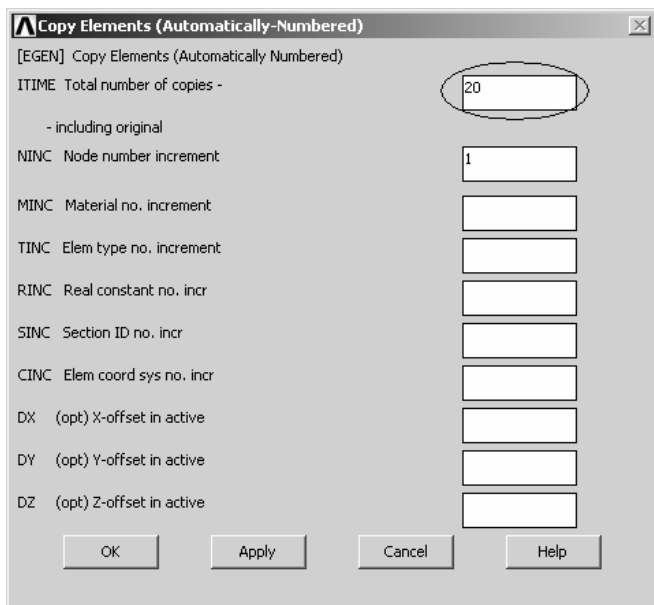 Copy Elements (Automatically-Numbered)
[EGEN] Copy Elements (Automatically Numbered)
ITIME Total number of copies - 20
- including original
NINC Node number increment 1
MINC Material no. increment
TINC Elem type no. increment
RINC Real constant no. incr
SINC Section ID no. incr
CINC Elem coord sys no. incr
DX (opt) X-offset in active
DY (opt) Y-offset in active
DZ (opt) Z-offset in active
OK Apply Cancel Help